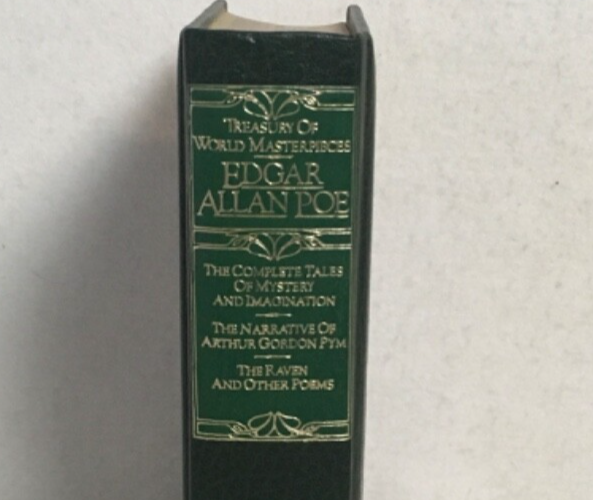 TREASURY OF
WORLD MASTERPIECES
EDGAR
ALLAN POE
THE COMPLETE TALES
OF MYSTERY
AND IMAGINATION
THE NARRATIVE OF
ARTHUR GORDON PYM
THE RAVEN
AND OTHER POEMS